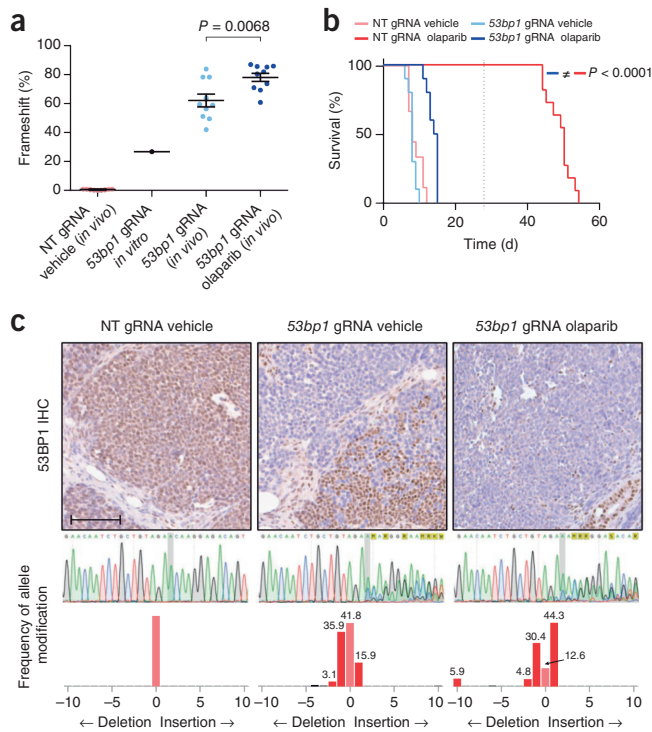 a
P = 0.0068
Frameshift (%)
100
80
60
40
20
0
NT gRNA
vehicle (in vivo)
53bp1 gRNA
in vitro
53bp1 gRNA
(in vivo)
53bp1 gRNA
olaparib (in vivo)
b
NT gRNA vehicle
53bp1 gRNA vehicle
NT gRNA olaparib
53bp1 gRNA olaparib
≠ P < 0.0001
Survival (%)
100
50
0
0 20 40 60
Time (d)
c
NT gRNA vehicle
53bp1 gRNA vehicle
53bp1 gRNA olaparib
53BP1 IHC
Frequency of allele
modification
35.9
41.8
3.1
15.9
5.9
4.8
30.4
12.6
44.3
−10 −5 0 5 10
−10 −5 0 5 10
−10 −5 0 5 10
← Deletion Insertion →
← Deletion Insertion →
← Deletion Insertion →